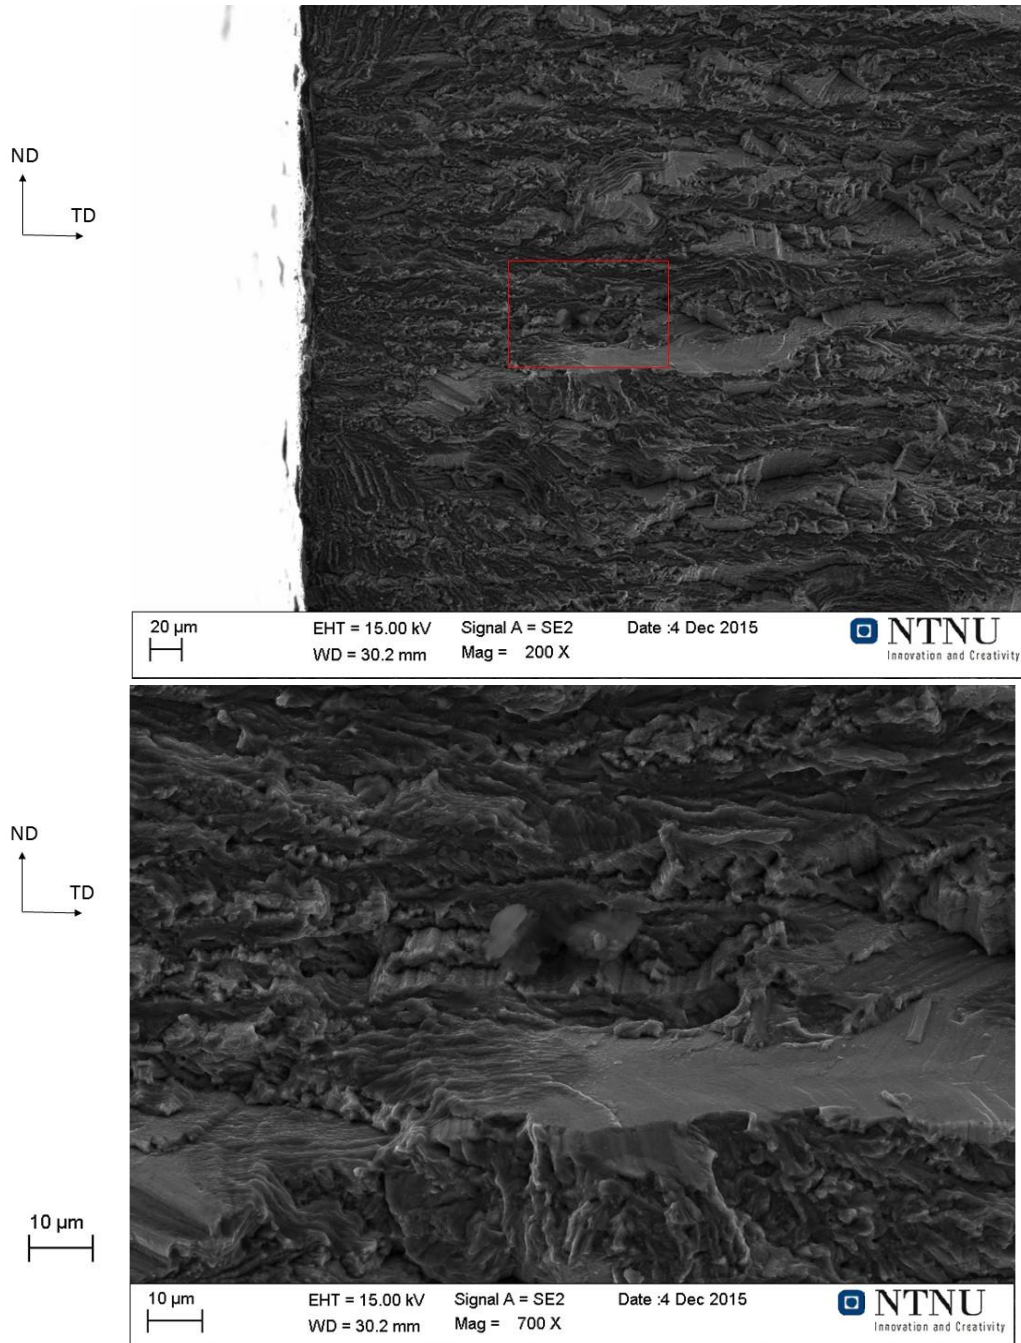 ND
TD
20 µm
EHT = 15.00 kV
Signal A = SE2
Date :4 Dec 2015
WD = 30.2 mm
Mag = 200 X
NTNU
Innovation and Creativity
ND
TD
10 µm
10 µm
EHT = 15.00 kV
Signal A = SE2
Date :4 Dec 2015
WD = 30.2 mm
Mag = 700 X
NTNU
Innovation and Creativity